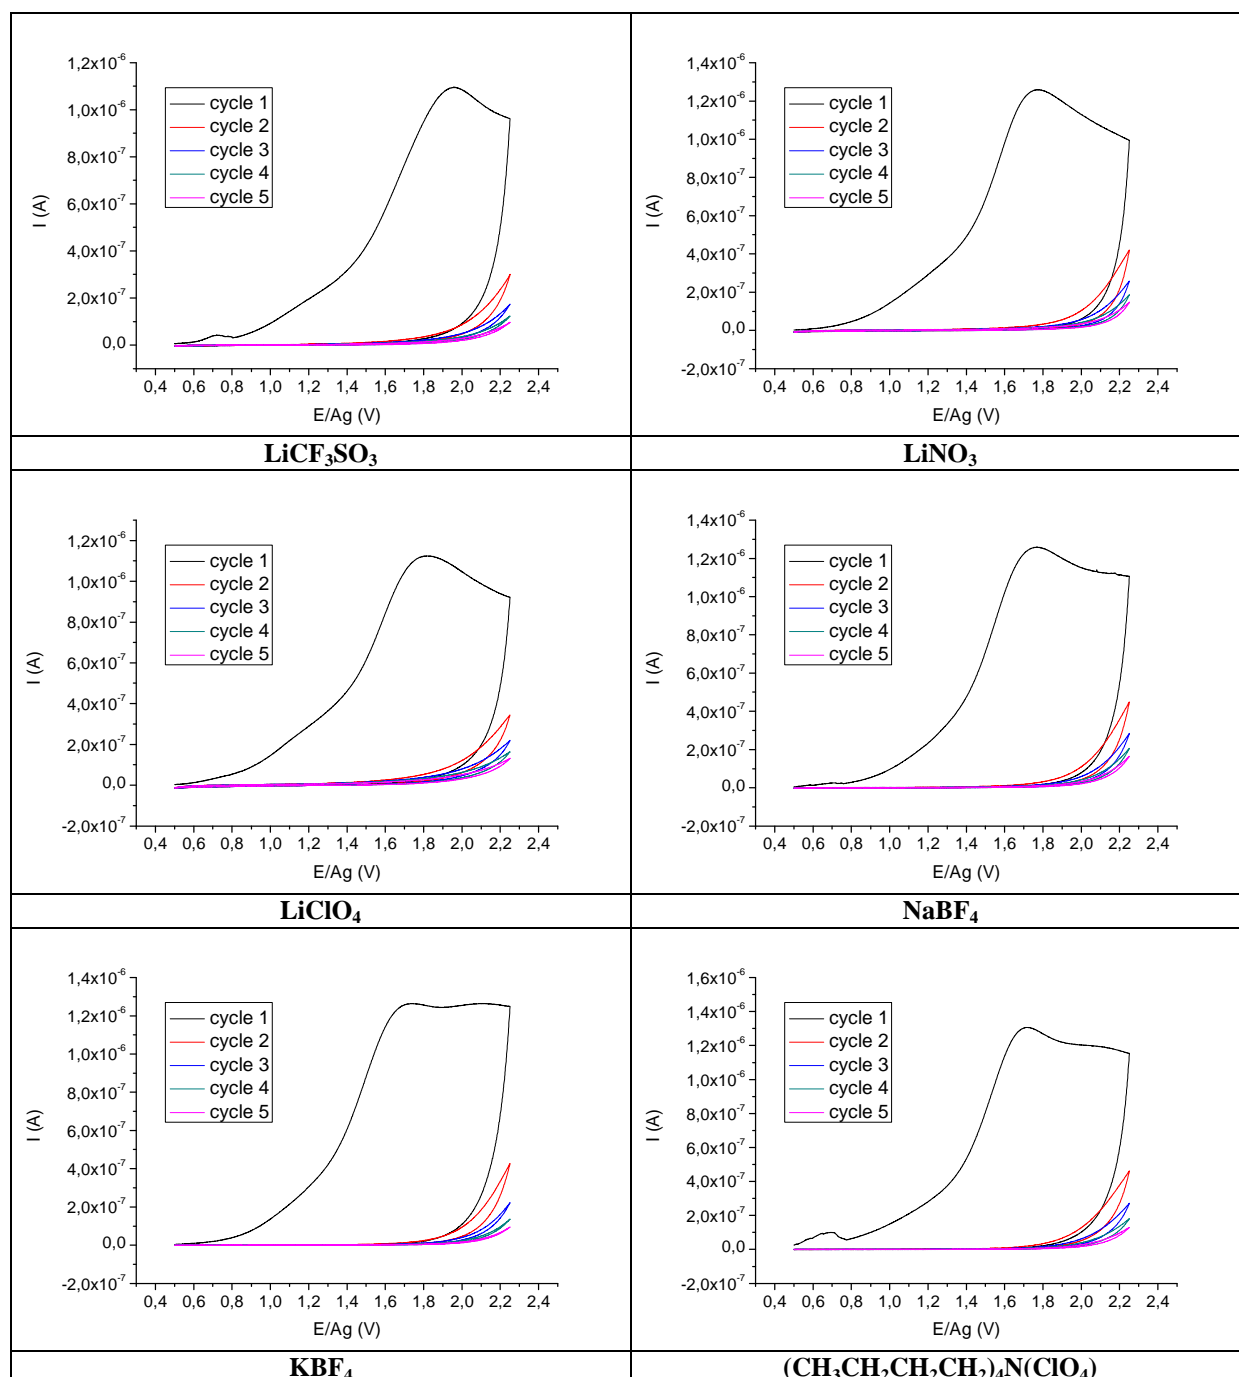 1,2x10⁻⁶
1,0x10⁻⁶
8,0x10⁻⁷
6,0x10⁻⁷
4,0x10⁻⁷
2,0x10⁻⁷
0,0
I (A)
cycle 1
cycle 2
cycle 3
cycle 4
cycle 5
0,4 0,6 0,8 1,0 1,2 1,4 1,6 1,8 2,0 2,2 2,4
E/Ag (V)
LiCF₃SO₃
1,4x10⁻⁶
1,2x10⁻⁶
1,0x10⁻⁶
8,0x10⁻⁷
6,0x10⁻⁷
4,0x10⁻⁷
2,0x10⁻⁷
0,0
-2,0x10⁻⁷
I (A)
cycle 1
cycle 2
cycle 3
cycle 4
cycle 5
0,4 0,6 0,8 1,0 1,2 1,4 1,6 1,8 2,0 2,2 2,4
E/Ag (V)
LiNO₃
1,2x10⁻⁶
1,0x10⁻⁶
8,0x10⁻⁷
6,0x10⁻⁷
4,0x10⁻⁷
2,0x10⁻⁷
0,0
-2,0x10⁻⁷
I (A)
cycle 1
cycle 2
cycle 3
cycle 4
cycle 5
0,4 0,6 0,8 1,0 1,2 1,4 1,6 1,8 2,0 2,2 2,4
E/Ag (V)
LiClO₄
1,4x10⁻⁶
1,2x10⁻⁶
1,0x10⁻⁶
8,0x10⁻⁷
6,0x10⁻⁷
4,0x10⁻⁷
2,0x10⁻⁷
0,0
-2,0x10⁻⁷
I (A)
cycle 1
cycle 2
cycle 3
cycle 4
cycle 5
0,4 0,6 0,8 1,0 1,2 1,4 1,6 1,8 2,0 2,2 2,4
E/Ag (V)
NaBF₄
1,4x10⁻⁶
1,2x10⁻⁶
1,0x10⁻⁶
8,0x10⁻⁷
6,0x10⁻⁷
4,0x10⁻⁷
2,0x10⁻⁷
0,0
-2,0x10⁻⁷
I (A)
cycle 1
cycle 2
cycle 3
cycle 4
cycle 5
0,4 0,6 0,8 1,0 1,2 1,4 1,6 1,8 2,0 2,2 2,4
E/Ag (V)
KBF₄
1,6x10⁻⁶
1,4x10⁻⁶
1,2x10⁻⁶
1,0x10⁻⁶
8,0x10⁻⁷
6,0x10⁻⁷
4,0x10⁻⁷
2,0x10⁻⁷
0,0
-2,0x10⁻⁷
I (A)
cycle 1
cycle 2
cycle 3
cycle 4
cycle 5
0,4 0,6 0,8 1,0 1,2 1,4 1,6 1,8 2,0 2,2 2,4
E/Ag (V)
(CH₃CH₂CH₂CH₂)₄N(ClO₄)